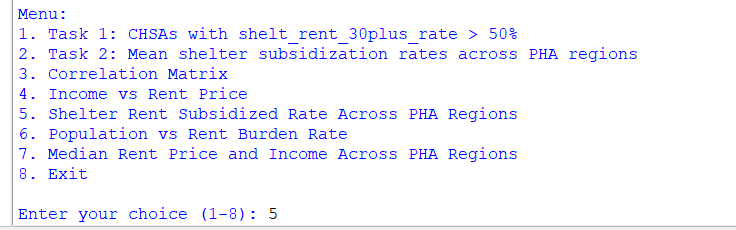 Menu:
1. Task 1: CHSAs with shelt_rent_30plus_rate > 50%
2. Task 2: Mean shelter subsidization rates across PHA regions
3. Correlation Matrix
4. Income vs Rent Price
5. Shelter Rent Subsidized Rate Across PHA Regions
6. Population vs Rent Burden Rate
7. Median Rent Price and Income Across PHA Regions
8. Exit
Enter your choice (1-8): 5